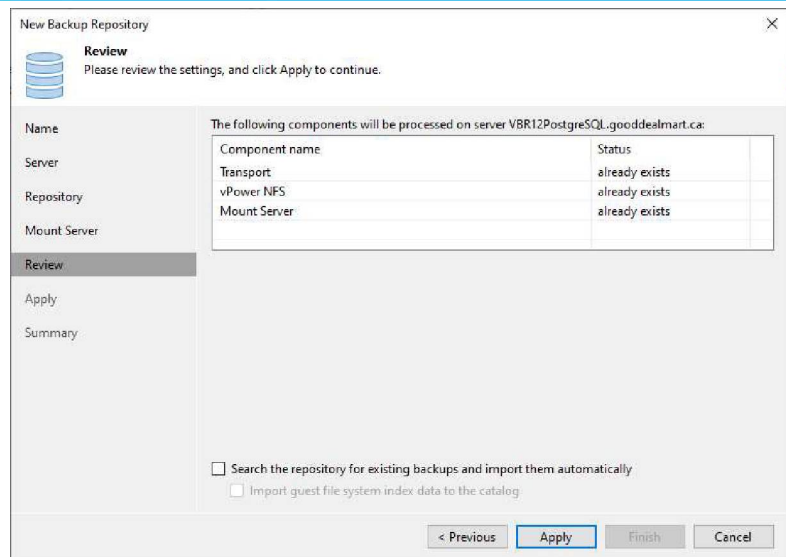 New Backup Repository
Review
Please review the settings, and click Apply to continue.
Name
Server
Repository
Mount Server
Review
Apply
Summary
The following components will be processed on server VBR12PostgreSQL.gooddealmart.ca:
Component name Status
Transport already exists
vPower NFS already exists
Mount Server already exists
Search the repository for existing backups and import them automatically
Import guest file system index data to the catalog
< Previous Apply Finish Cancel